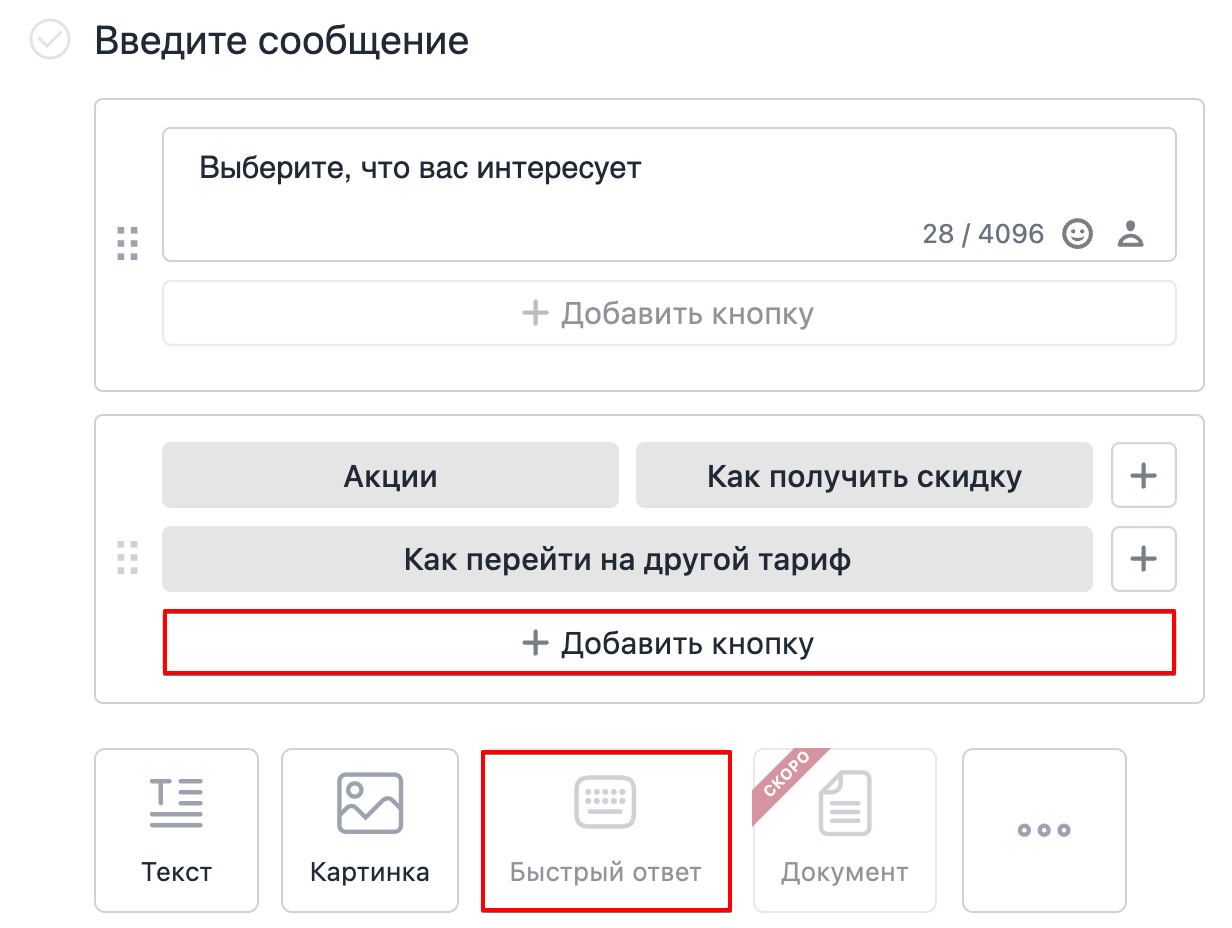 Введите сообщение
Выберите, что вас интересует
28 / 4096
+ Добавить кнопку
Акции
Как получить скидку
+
Как перейти на другой тариф
+
+ Добавить кнопку
Текст
Картинка
Быстрый ответ
СКОРО
Документ